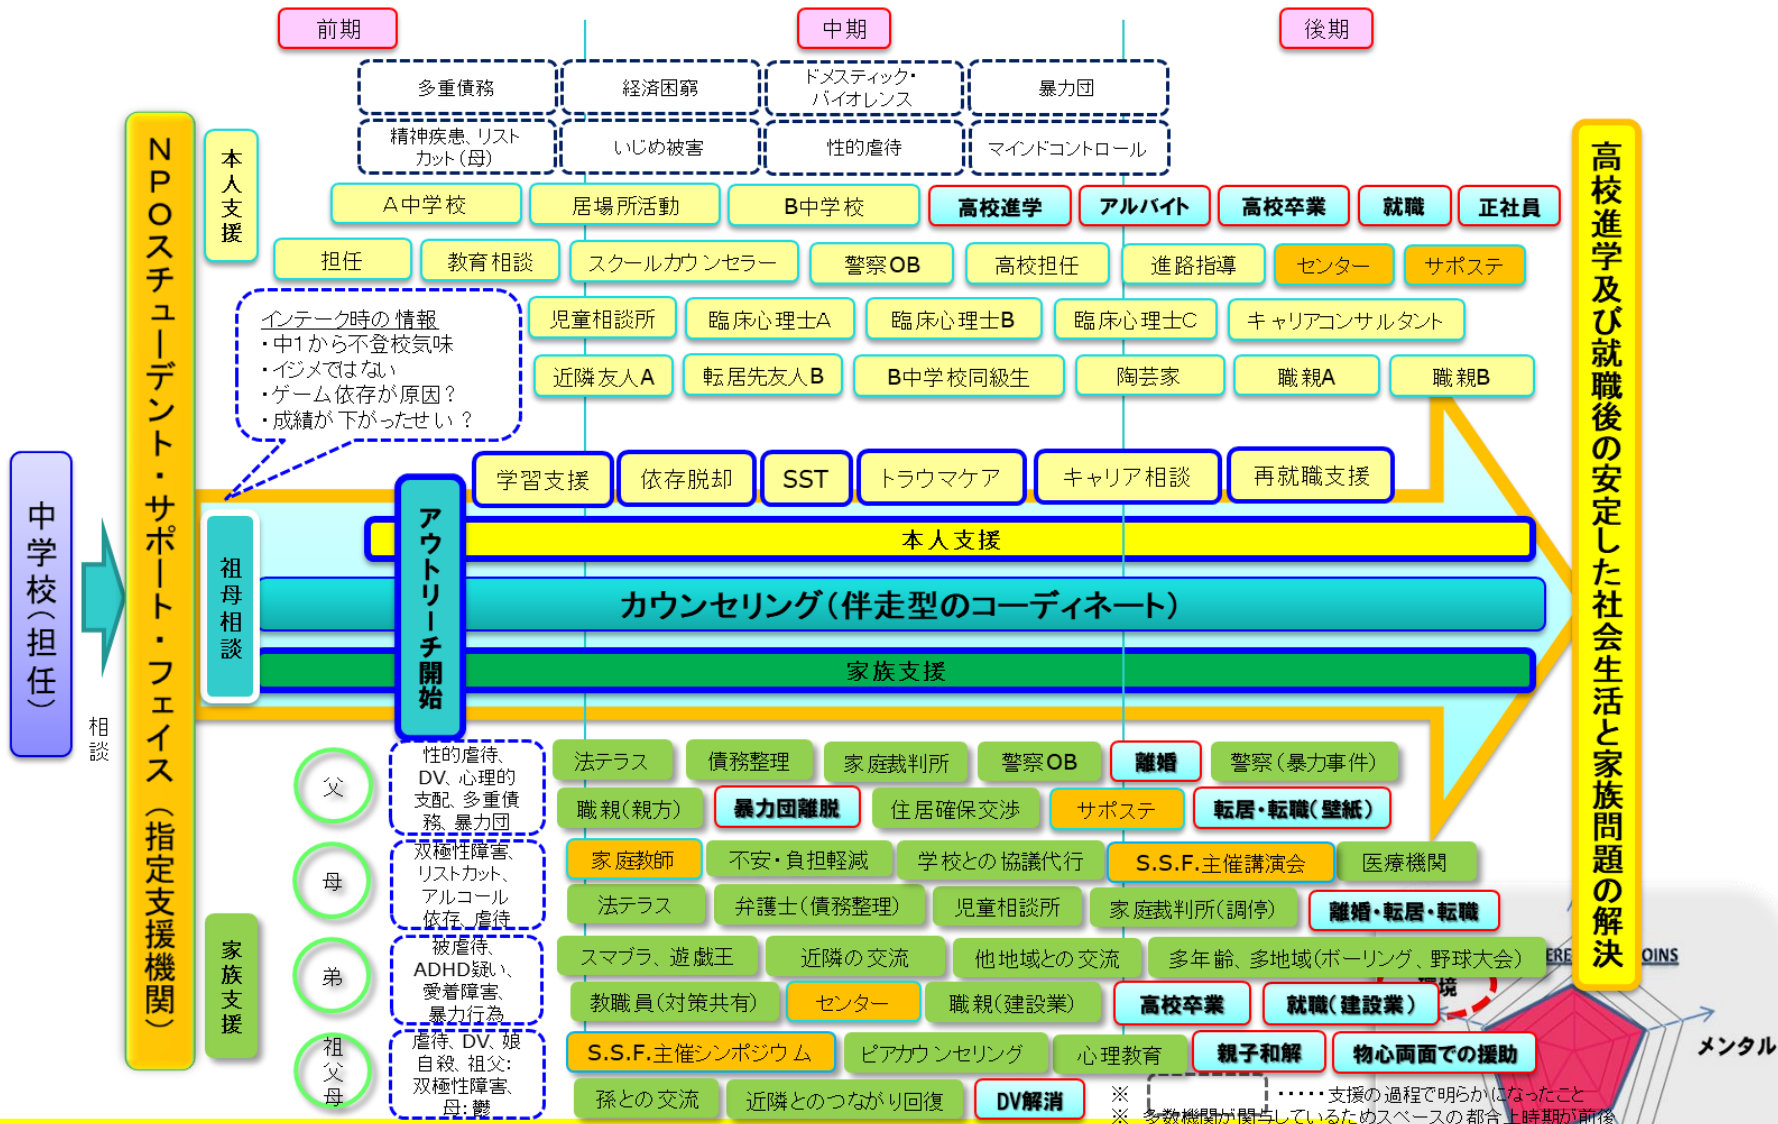 前期
中期
後期
多重債務
経済困窮
ドメスティック・
バイオレンス
暴力団
精神疾患、リスト
カット(母)
いじめ被害
性的虐待
マインドコントロール
本人支援
A中学校
居場所活動
B中学校
高校進学
アルバイト
高校卒業
就職
正社員
担任
教育相談
スクールカウンセラー
警察OB
高校担任
進路指導
センター
サポステ
インテーク時の情報
・中1から不登校気味
・イジメではない
・ゲーム依存が原因?
・成績が下がったせい?
児童相談所
臨床心理士A
臨床心理士B
臨床心理士C
キャリアコンサルタント
近隣友人A
転居先友人B
B中学校同級生
陶芸家
職親A
職親B
中学校(担任)
相談
NPOスチューデント・サポート・フェイス(指定支援機関)
祖母相談
アウトリーチ開始
学習支援
依存脱却
SST
トラウマケア
キャリア相談
再就職支援
本人支援
カウンセリング(伴走型のコーディネート)
家族支援
高校進学及び就職後の安定した社会生活と家族問題の解決
家族支援
父
性的虐待、
DV、心理的
支配、多重債
務、暴力団
法テラス
債務整理
家庭裁判所
警察OB
離婚
警察(暴力事件)
職親(親方)
暴力団離脱
住居確保交渉
サポステ
転居・転職(壁紙)
母
双極性障害、
リストカット、
アルコール
依存、虐待
家庭教師
不安・負担軽減
学校との協議代行
S.S.F.主催講演会
医療機関
法テラス
弁護士(債務整理)
児童相談所
家庭裁判所(調停)
離婚・転居・転職
弟
被虐待、
ADHD疑い、
愛着障害、
暴力行為
スマブラ、遊戯王
近隣の交流
他地域との交流
多年齢、多地域(ボーリング、野球大会)
教職員(対策共有)
センター
職親(建設業)
高校卒業
就職(建設業)
祖父母
虐待、DV、娘
自殺、祖父:
双極性障害、
母:鬱
S.S.F.主催シンポジウム
ピアカウンセリング
心理教育
親子和解
物心両面での援助
孫との交流
近隣とのつながり回復
DV解消
※ ・・・・・支援の過程で明らかになったこと
※ 多数機関が関与しているためスペースの都合上時期が前後
OINS
境
メンタル